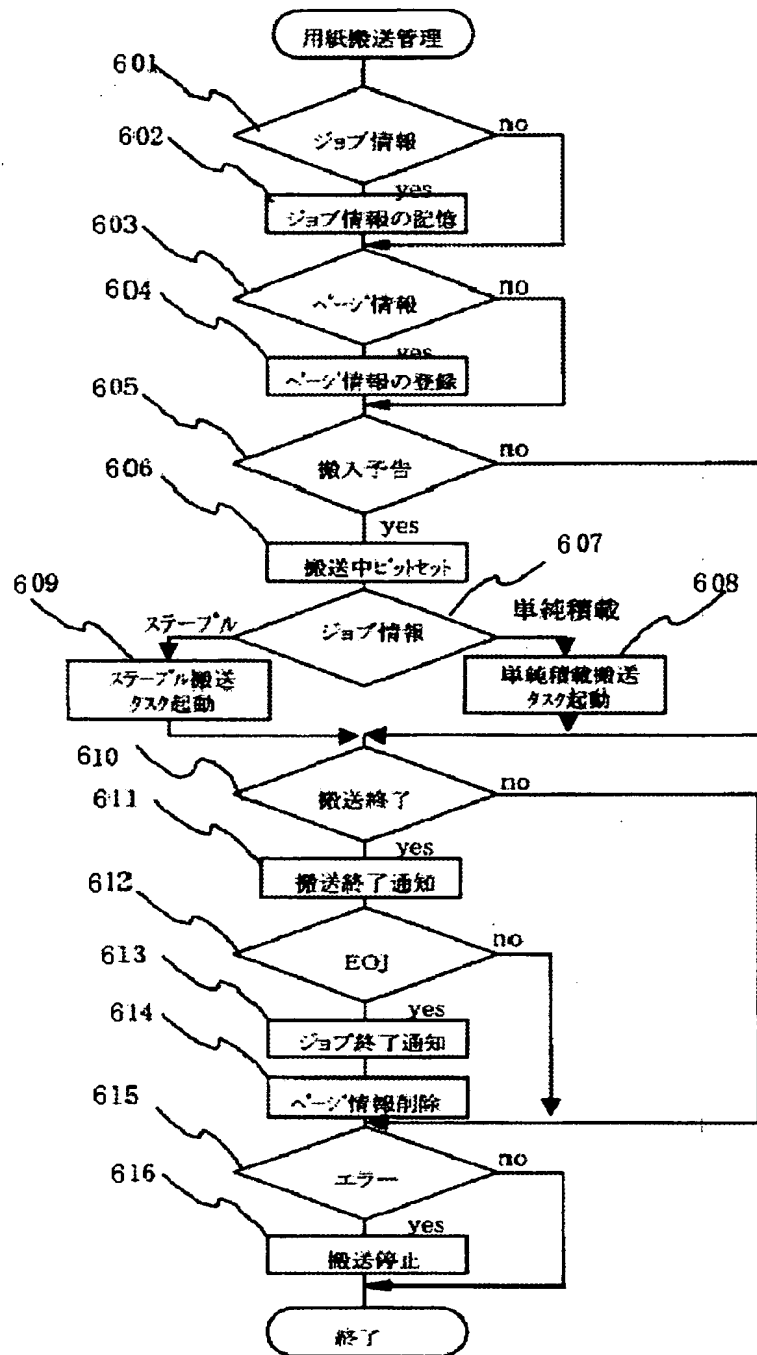 用紙搬送管理
601
ジョブ情報
no
602
yes
ジョブ情報の記憶
603
ページ情報
no
604
yes
ページ情報の登録
605
搬入予告
no
606
yes
搬送中ビットセット
607
609
ステープル
ジョブ情報
単純積載
608
ステープル搬送
タスク起動
単純積載搬送
タスク起動
610
搬送終了
no
611
yes
搬送終了通知
612
EOJ
no
613
yes
ジョブ終了通知
614
ページ情報削除
615
エラー
no
616
yes
搬送停止
終了